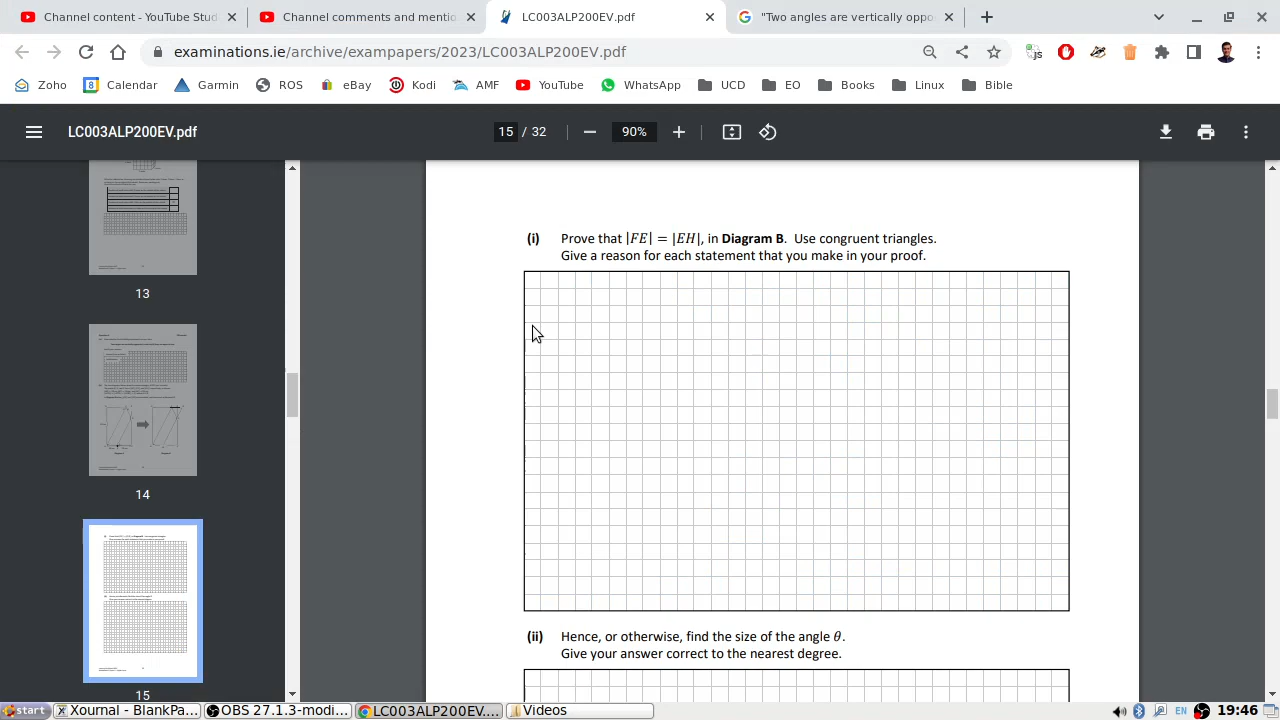 Channel content - YouTube Stud
Channel comments and mentio
LC003ALP200EV.pdf
"Two angles are vertically oppo
examinations.ie/archive/exampapers/2023/LC003ALP200EV.pdf
Zoho
Calendar
Garmin
ROS
eBay
Kodi
AMF
YouTube
WhatsApp
UCD
EO
Books
Linux
Bible
LC003ALP200EV.pdf
15 / 32
90%
13
14
15
(i) Prove that |FE| = |EH|, in Diagram B. Use congruent triangles.
Give a reason for each statement that you make in your proof.
(ii) Hence, or otherwise, find the size of the angle θ.
Give your answer correct to the nearest degree.
start
Xournal - BlankPa...
OBS 27.1.3-modi...
LC003ALP200EV....
Videos
EN
19:46